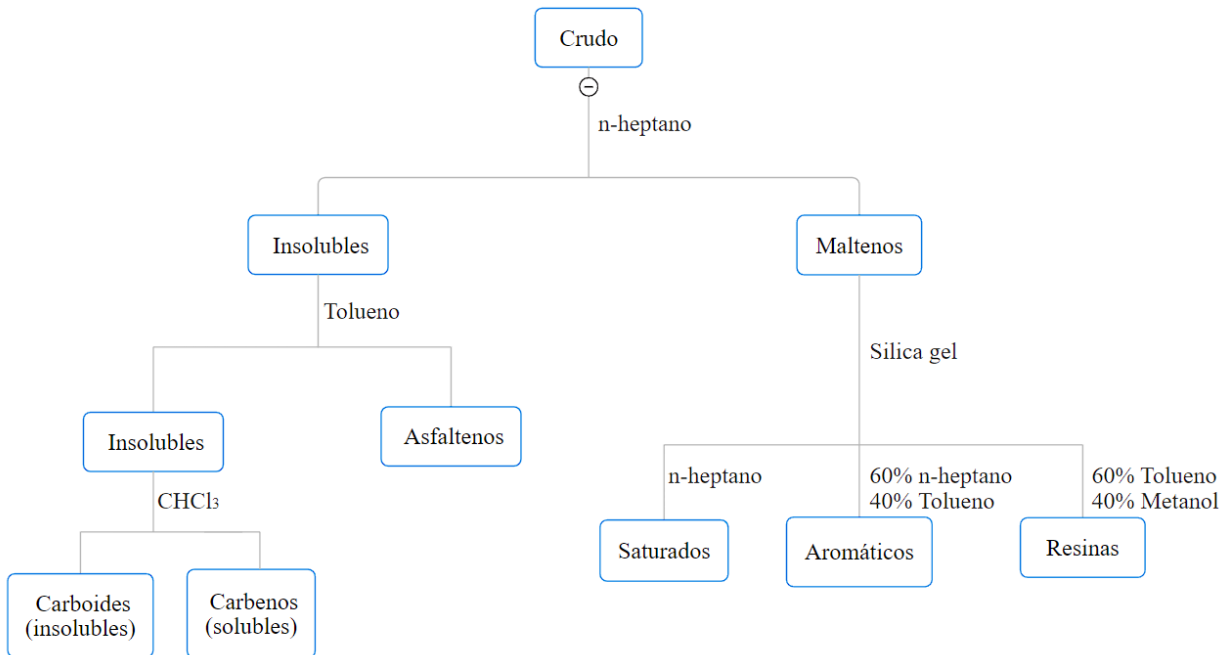 Crudo
n-heptano
Insolubles
Maltenos
Tolueno
Silica gel
Insolubles
Asfaltenos
n-heptano
60% n-heptano
40% Tolueno
60% Tolueno
40% Metanol
CHCl₃
Saturados
Aromáticos
Resinas
Carboides
(insolubles)
Carbenos
(solubles)